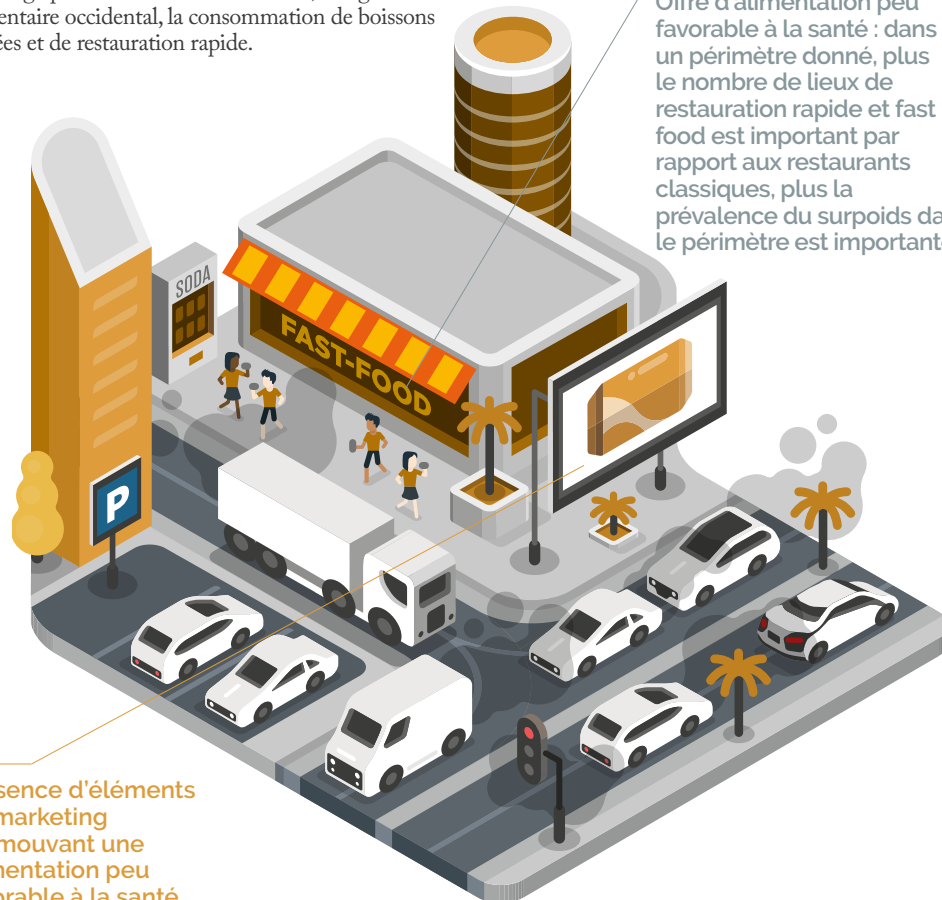 entaire occidental, la consommation de boissons
ées et de restauration rapide.
Offre d'alimentation peu
favorable à la santé : dans
un périmètre donné, plus
le nombre de lieux de
restauration rapide et fast
food est important par
rapport aux restaurants
classiques, plus la
prévalence du surpoids da
le périmètre est important
SODA
FAST-FOOD
P
sence d'éléments
marketing
mouvant une
mentation peu
orable à la santé